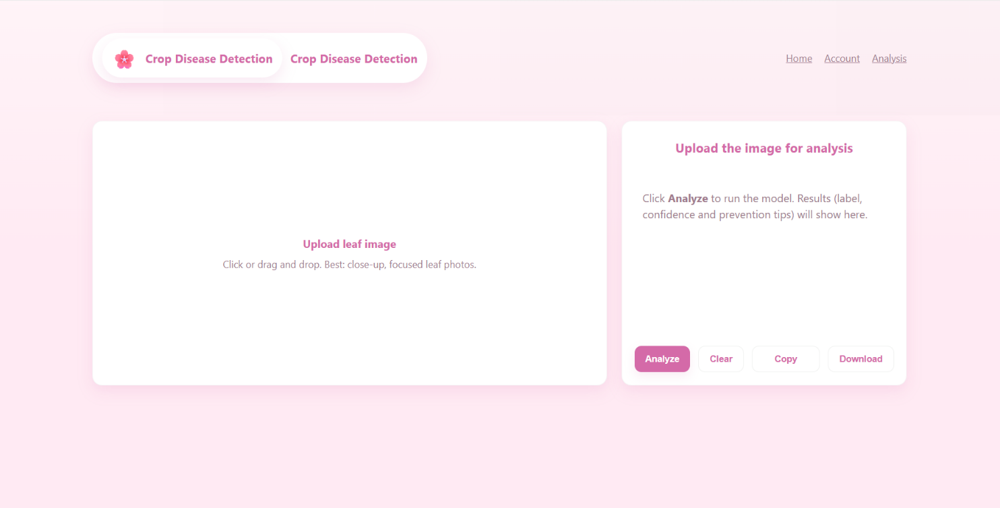 Crop Disease Detection
Crop Disease Detection
Home
Account
Analysis
Upload leaf image
Click or drag and drop. Best: close-up, focused leaf photos.
Upload the image for analysis
Click Analyze to run the model. Results (label,
confidence and prevention tips) will show here.
Analyze
Clear
Copy
Download